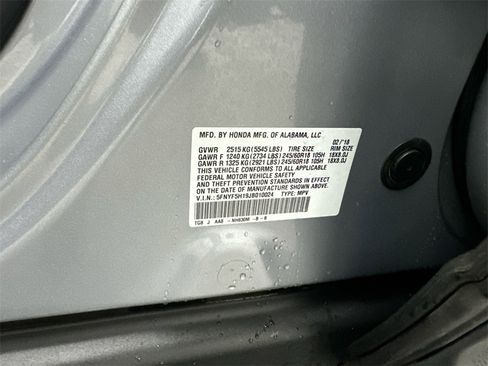 MFD. BY HONDA MFG. OF ALABAMA, LLC 02/'18
GVWR 2515 KG (5545 LBS) TIRE SIZE RIM SIZE
GAWR F 1240 KG (2734 LBS) 245/60R18 105H 18X8.0J
GAWR R 1325 KG (2921 LBS) 245/60R18 105H 18X8.0J
THIS VEHICLE CONFORMS TO ALL APPLICABLE
FEDERAL MOTOR VEHICLE SAFETY
AND THEFT PREVENTION STANDARDS IN EFFECT
ON THE DATE OF MANUFACTURE SHOWN ABOVE.
V.I.N.: 5FNYF5H19JB010024 TYPE: MPV
TG8 J AA8 - NH830M -B - B